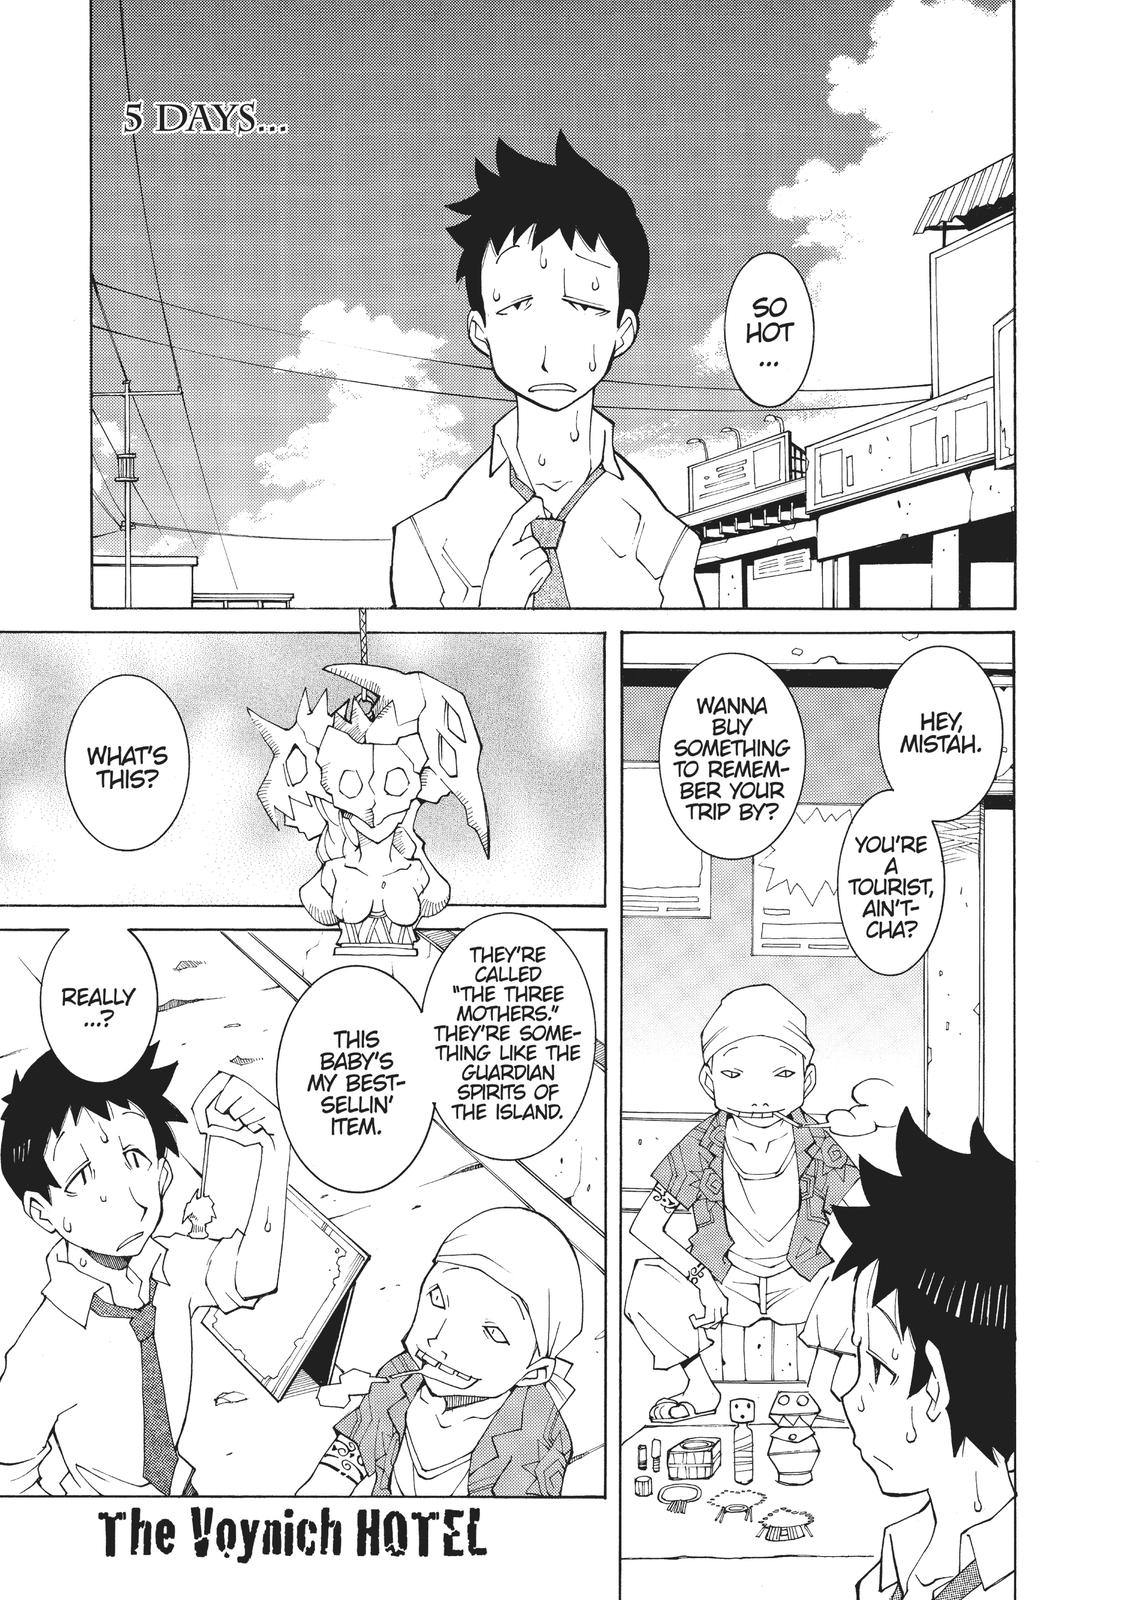 5 DAYS...
SO
HOT
...
HEY,
MISTAH.
YOU'RE
A
TOURIST,
AIN'T-
CHA?
WANNA
BUY
SOMETHING
TO REMEM-
BER YOUR
TRIP BY?
WHAT'S
THIS?
THEY'RE
CALLED
"THE THREE
MOTHERS."
THEY'RE SOME-
THING LIKE THE
GUARDIAN
SPIRITS OF
THE ISLAND.
THIS
BABY'S
MY BEST-
SELLIN'
ITEM.
REALLY
...?
The Voynich HOTEL